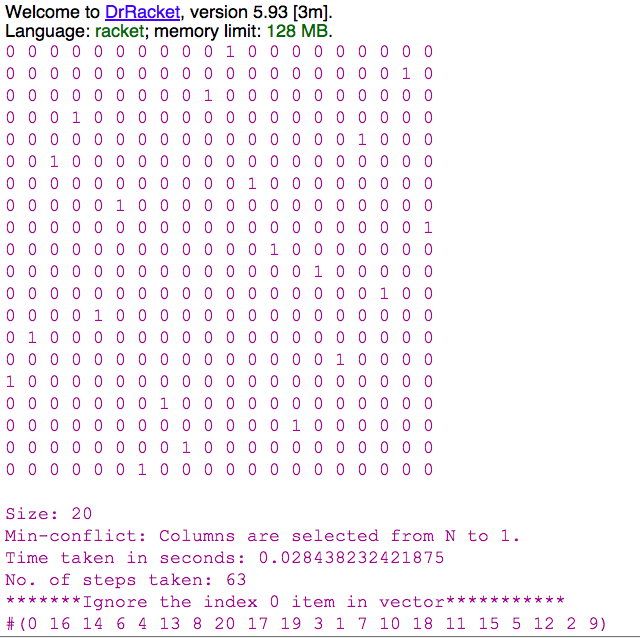 Welcome to DrRacket, version 5.93 [3m].
Language: racket; memory limit: 128 MB.
0 0 0 0 0 0 0 0 0 0 1 0 0 0 0 0 0 0 0 0
0 0 0 0 0 0 0 0 0 0 0 0 0 0 0 0 0 0 1 0
0 0 0 0 0 0 0 0 0 1 0 0 0 0 0 0 0 0 0 0
0 0 0 1 0 0 0 0 0 0 0 0 0 0 0 0 0 0 0 0
0 0 0 0 0 0 0 0 0 0 0 0 0 0 0 0 1 0 0 0
0 0 1 0 0 0 0 0 0 0 0 0 0 0 0 0 0 0 0 0
0 0 0 0 0 0 0 0 0 0 0 1 0 0 0 0 0 0 0 0
0 0 0 0 0 1 0 0 0 0 0 0 0 0 0 0 0 0 0 0
0 0 0 0 0 0 0 0 0 0 0 0 0 0 0 0 0 0 0 1
0 0 0 0 0 0 0 0 0 0 0 0 1 0 0 0 0 0 0 0
0 0 0 0 0 0 0 0 0 0 0 0 0 0 1 0 0 0 0 0
0 0 0 0 0 0 0 0 0 0 0 0 0 0 0 0 0 1 0 0
0 0 0 0 1 0 0 0 0 0 0 0 0 0 0 0 0 0 0 0
0 1 0 0 0 0 0 0 0 0 0 0 0 0 0 0 0 0 0 0
0 0 0 0 0 0 0 0 0 0 0 0 0 0 0 1 0 0 0 0
1 0 0 0 0 0 0 0 0 0 0 0 0 0 0 0 0 0 0 0
0 0 0 0 0 0 0 1 0 0 0 0 0 0 0 0 0 0 0 0
0 0 0 0 0 0 0 0 0 0 0 0 0 1 0 0 0 0 0 0
0 0 0 0 0 0 0 0 1 0 0 0 0 0 0 0 0 0 0 0
0 0 0 0 0 0 1 0 0 0 0 0 0 0 0 0 0 0 0 0
Size: 20
Min-conflict: Columns are selected from N to 1.
Time taken in seconds: 0.028438232421875
No. of steps taken: 63
*******Ignore the index 0 item in vector***********
#(0 16 14 6 4 13 8 20 17 19 3 1 7 10 18 11 15 5 12 2 9)